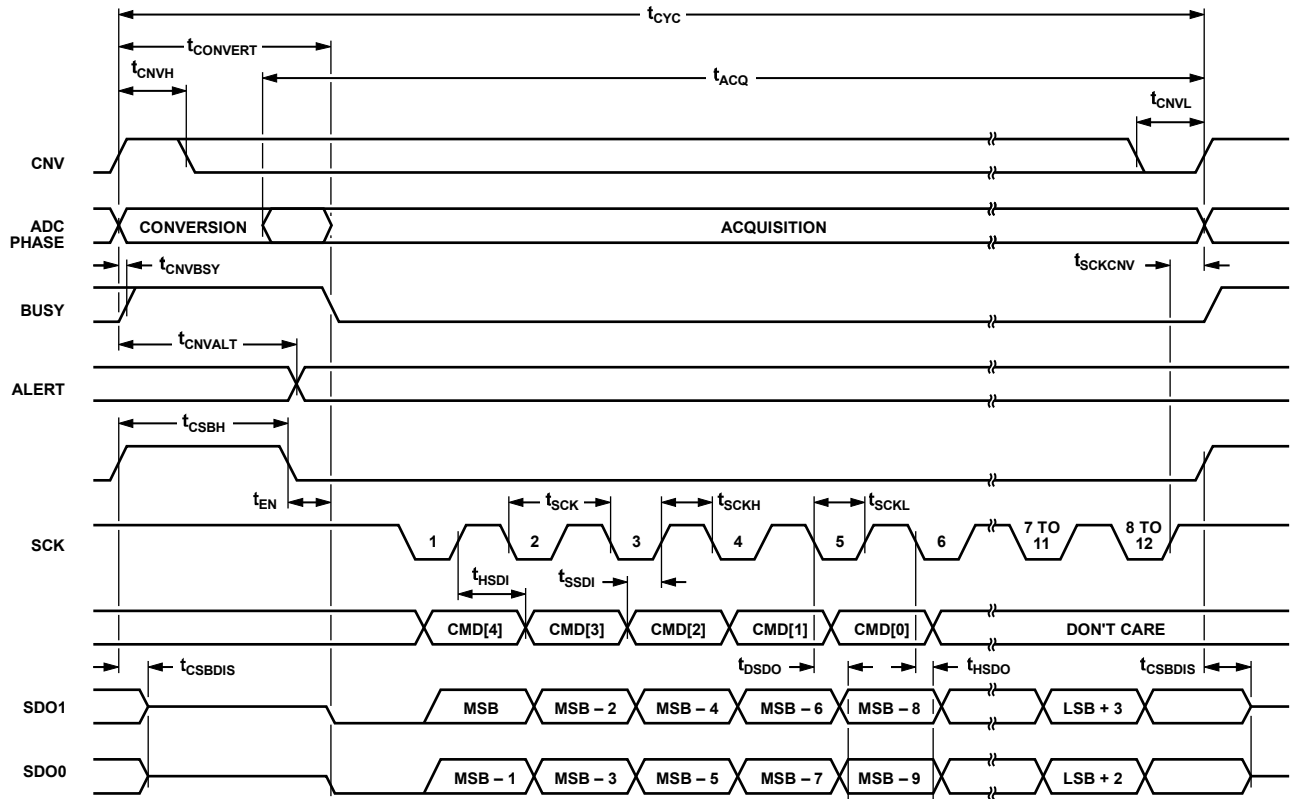 tCYC
tCONVERT
tCNVH
tACQ
tCNVL
CNV
ADC
PHASE
CONVERSION
ACQUISITION
tCNVBSY
tSCKCNV
BUSY
tCNVALT
ALERT
tCSBH
tEN
tSCK
tSCKH
tSCKL
SCK
1
2
3
4
5
6
7 TO
11
8 TO
12
tHSDI
tSSDI
CMD[4]
CMD[3]
CMD[2]
CMD[1]
CMD[0]
DON'T CARE
tCSBDIS
tDSDO
tHSDO
tCSBDIS
SDO1
MSB
MSB – 2
MSB – 4
MSB – 6
MSB – 8
LSB + 3
SDO0
MSB – 1
MSB – 3
MSB – 5
MSB – 7
MSB – 9
LSB + 2